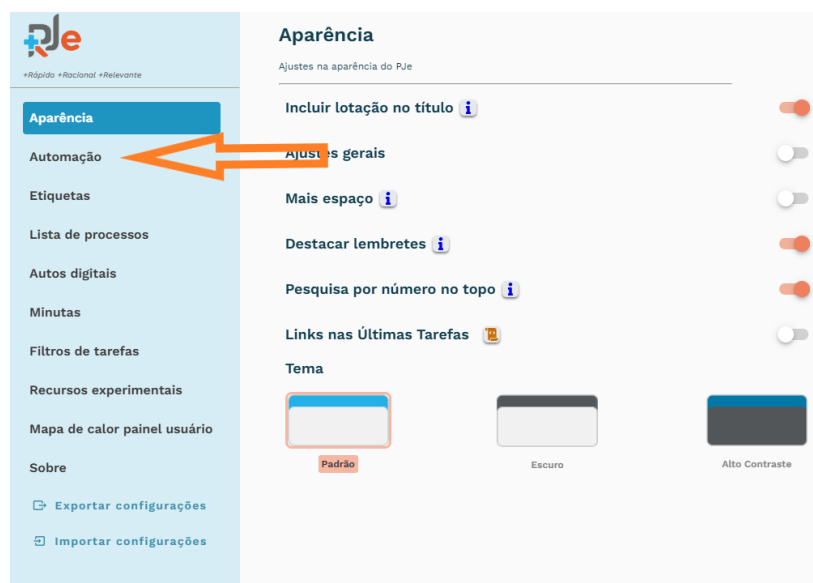 PJe
+Rápido +Racional +Relevante
Aparência
Automação
Etiquetas
Lista de processos
Autos digitais
Minutas
Filtros de tarefas
Recursos experimentais
Mapa de calor painel usuário
Sobre
Exportar configurações
Importar configurações
Aparência
Ajustes na aparência do PJe
Incluir lotação no título i
Ajustes gerais
Mais espaço i
Destacar lembretes i
Pesquisa por número no topo i
Links nas Últimas Tarefas
Tema
Padrão
Escuro
Alto Contraste